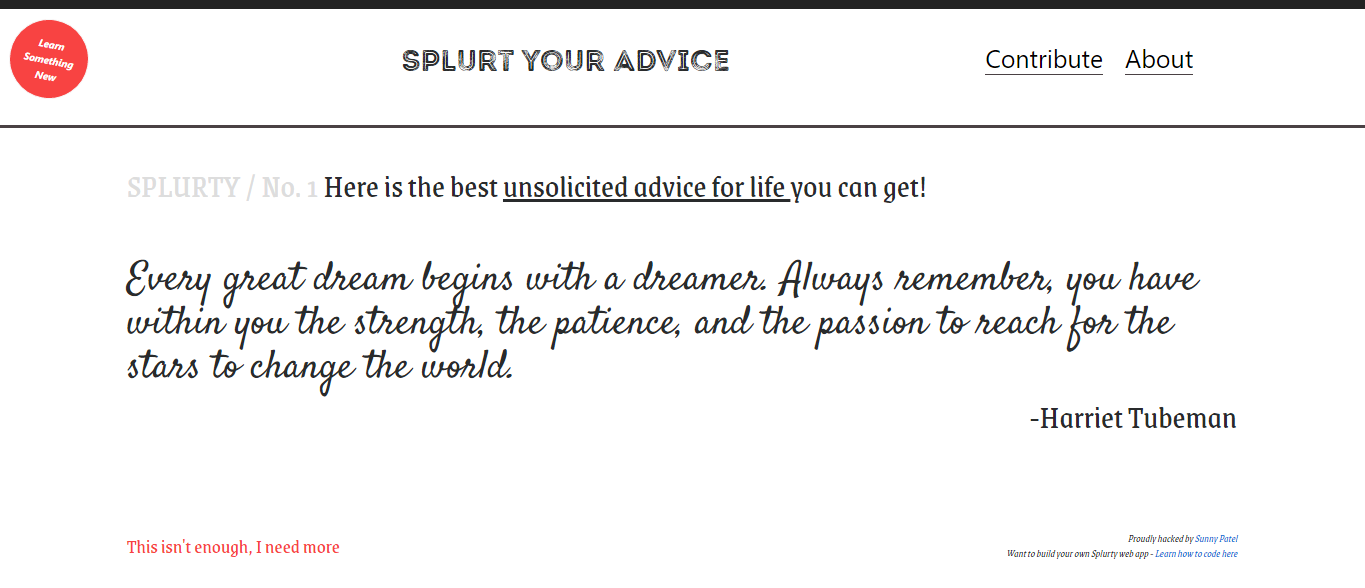 Learn
Something
New
SPLURT YOUR ADVICE
Contribute About
SPLURTY / No. 1 Here is the best unsolicited advice for life you can get!
Every great dream begins with a dreamer. Always remember, you have
within you the strength, the patience, and the passion to reach for the
stars to change the world.
-Harriet Tubeman
This isn't enough, I need more
Proudly hacked by Sunny Patel
Want to build your own Splurty web app - Learn how to code here